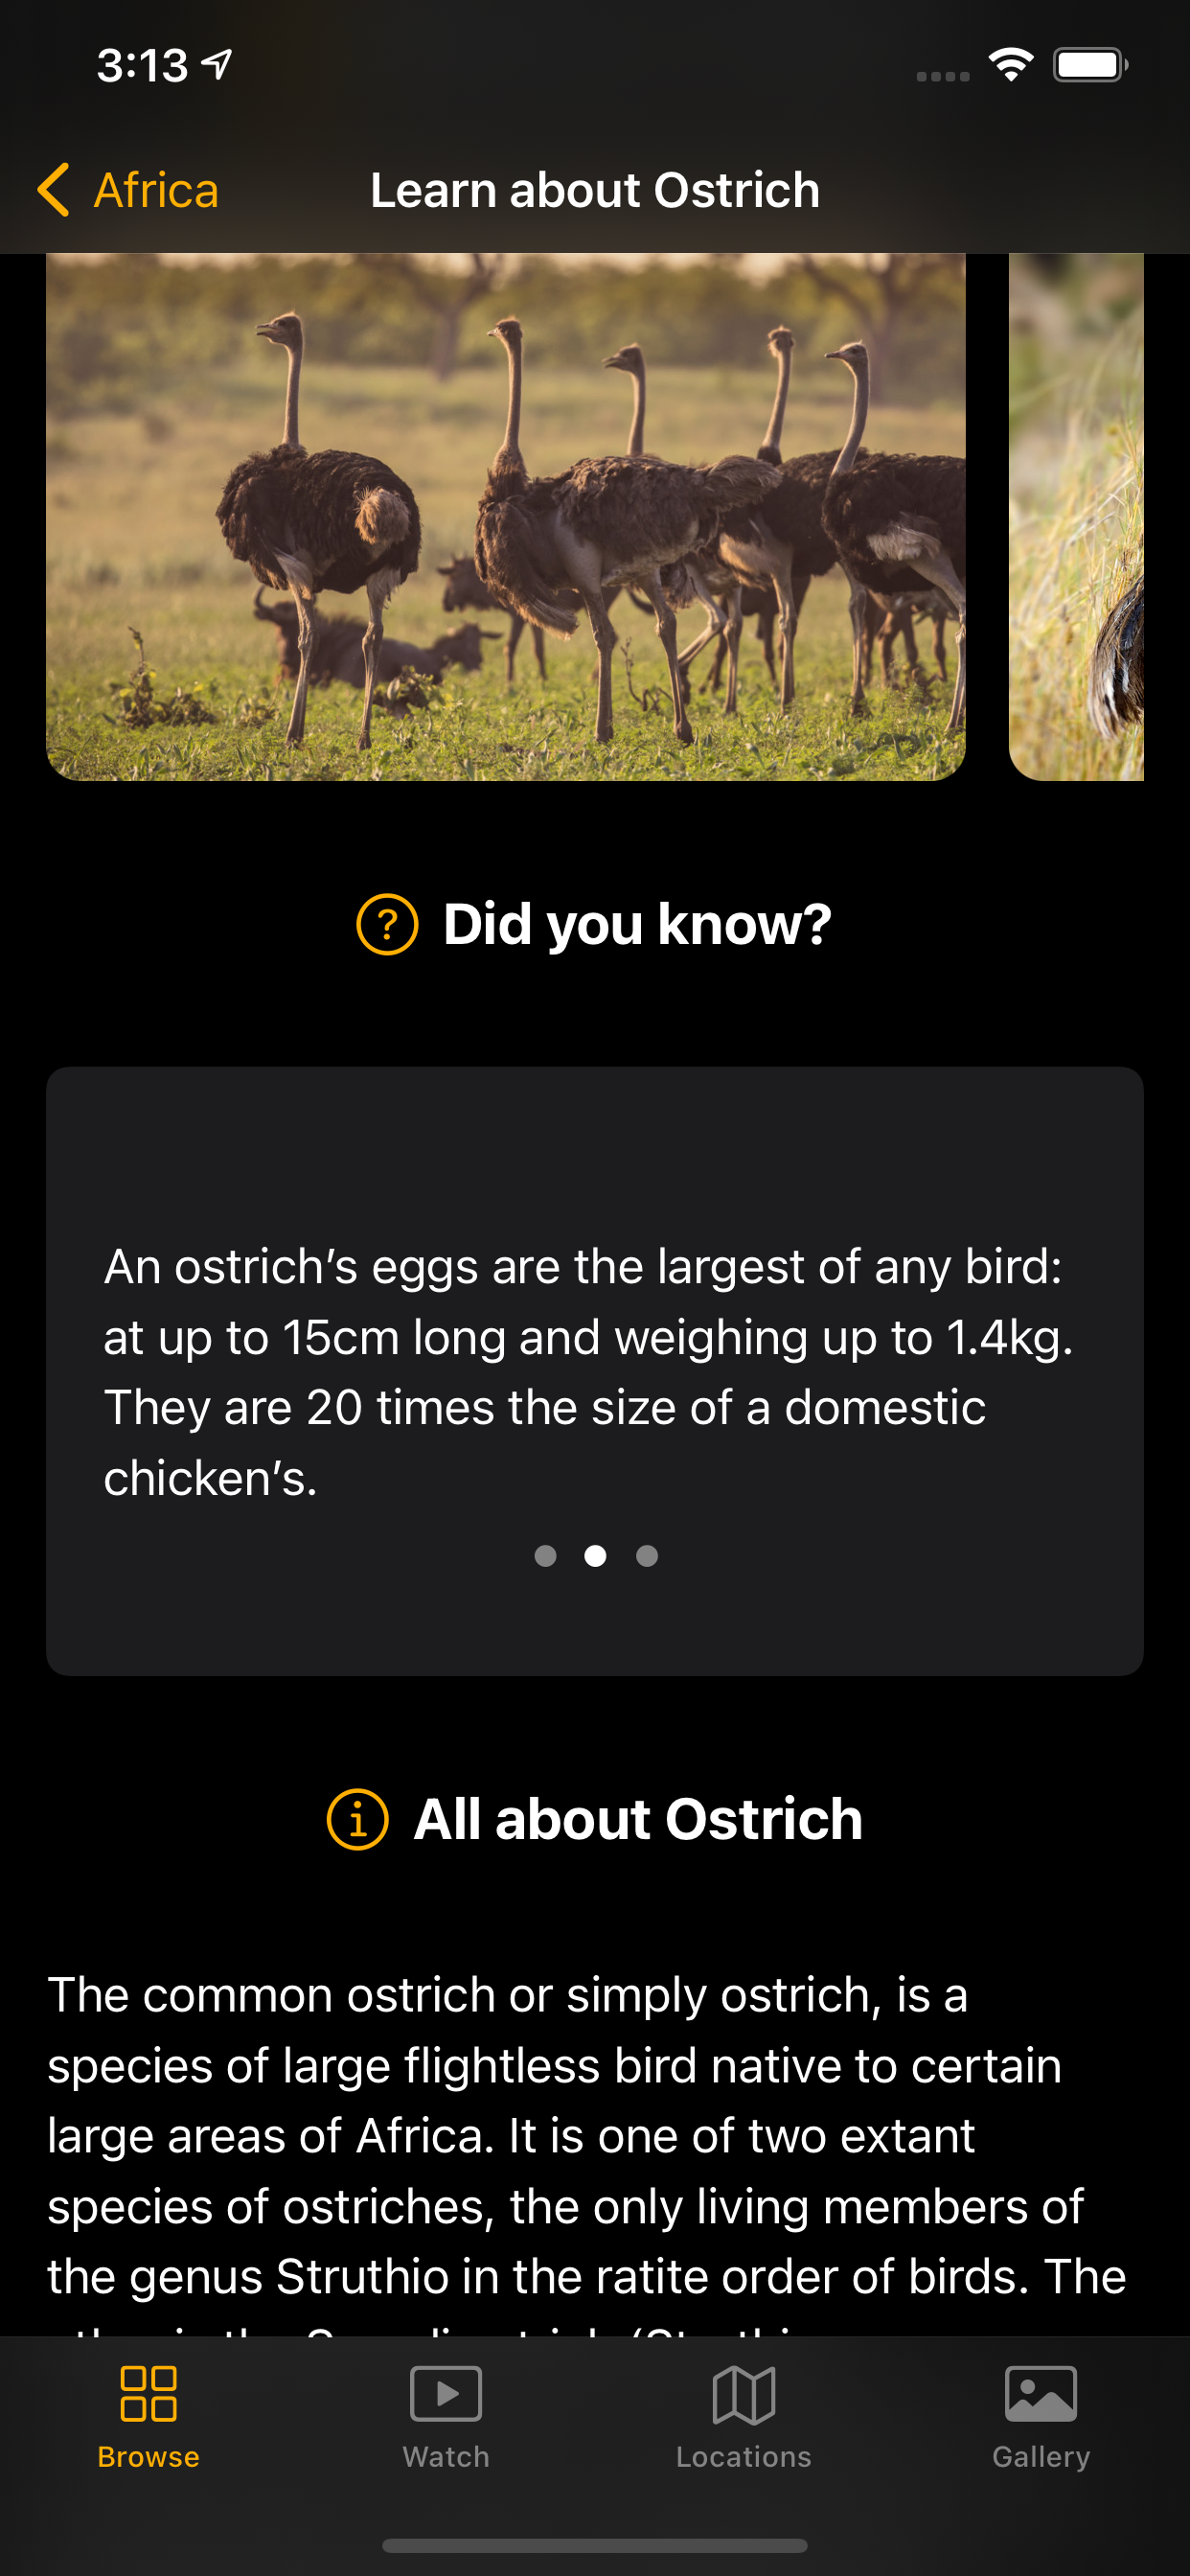 3:13
Africa
Learn about Ostrich
Did you know?
An ostrich’s eggs are the largest of any bird:
at up to 15cm long and weighing up to 1.4kg.
They are 20 times the size of a domestic
chicken’s.
All about Ostrich
The common ostrich or simply ostrich, is a
species of large flightless bird native to certain
large areas of Africa. It is one of two extant
species of ostriches, the only living members of
the genus Struthio in the ratite order of birds. The
Browse
Watch
Locations
Gallery